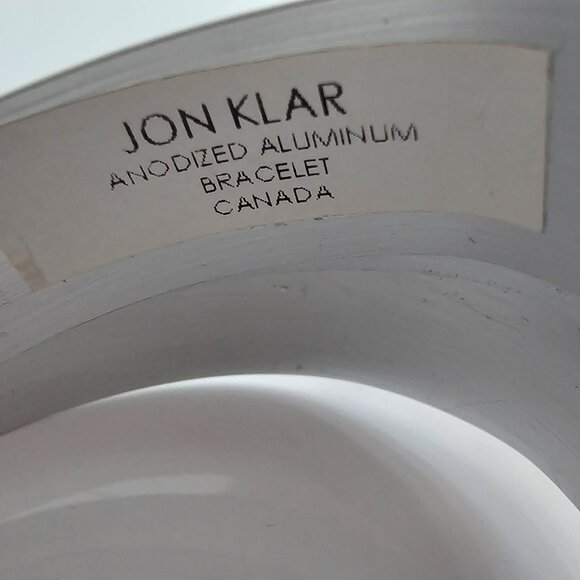 JON KLAR
ANODIZED ALUMINUM
BRACELET
CANADA